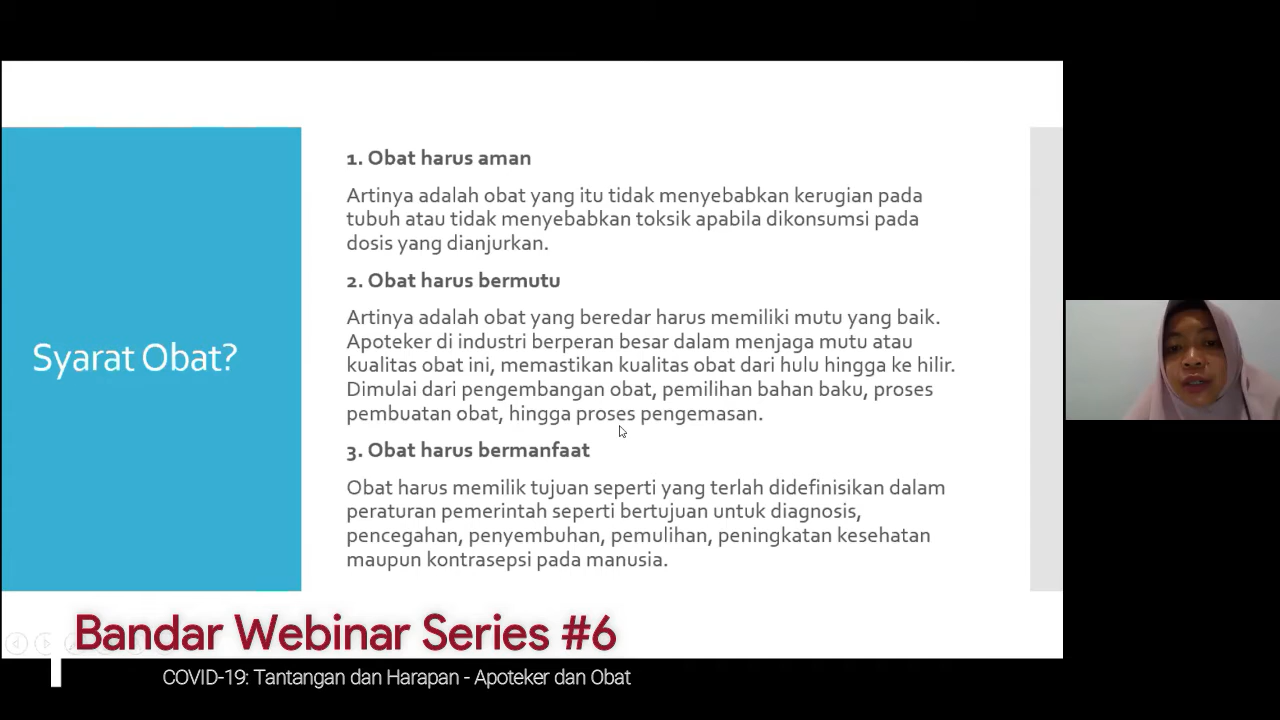 Syarat Obat?
1. Obat harus aman
Artinya adalah obat yang itu tidak menyebabkan kerugian pada
tubuh atau tidak menyebabkan toksik apabila dikonsumsi pada
dosis yang dianjurkan.
2. Obat harus bermutu
Artinya adalah obat yang beredar harus memiliki mutu yang baik.
Apoteker di industri berperan besar dalam menjaga mutu atau
kualitas obat ini, memastikan kualitas obat dari hulu hingga ke hilir.
Dimulai dari pengembangan obat, pemilihan bahan baku, proses
pembuatan obat, hingga proses pengemasan.
3. Obat harus bermanfaat
Obat harus memilik tujuan seperti yang terlah didefinisikan dalam
peraturan pemerintah seperti bertujuan untuk diagnosis,
pencegahan, penyembuhan, pemulihan, peningkatan kesehatan
maupun kontrasepsi pada manusia.
Bandar Webinar Series #6
COVID-19: Tantangan dan Harapan - Apoteker dan Obat